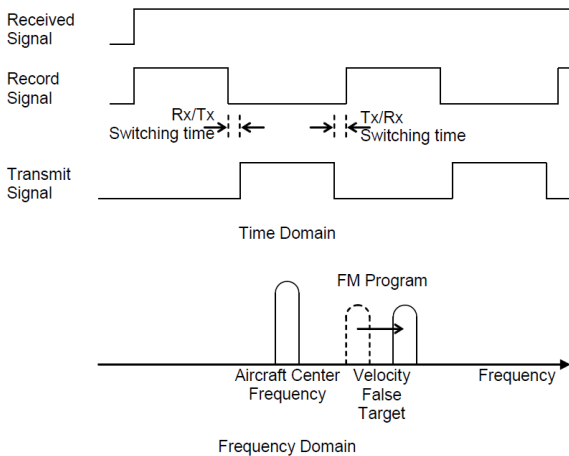 Received
Signal
Record
Signal
Rx/Tx
Switching time
Tx/Rx
Switching time
Transmit
Signal
Time Domain
FM Program
Aircraft Center
Frequency
Velocity
False
Target
Frequency
Frequency Domain